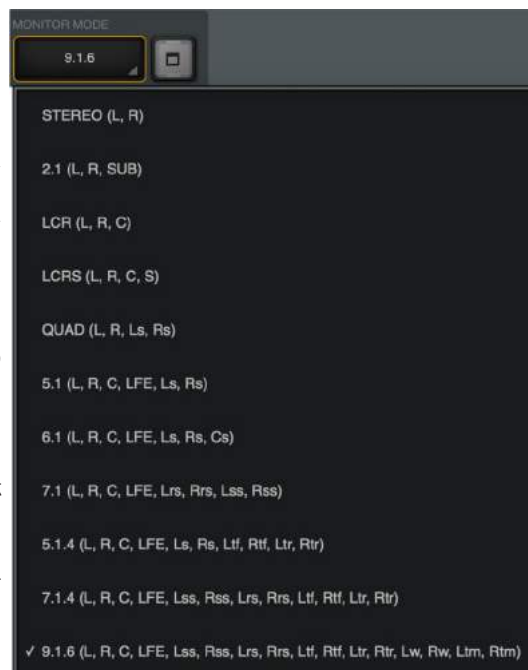 MONITOR MODE
9.1.6
STEREO (L, R)
2.1 (L, R, SUB)
LCR (L, R, C)
LCRS (L, R, C, S)
QUAD (L, R, Ls, Rs)
5.1 (L, R, C, LFE, Ls, Rs)
6.1 (L, R, C, LFE, Ls, Rs, Cs)
7.1 (L, R, C, LFE, Lrs, Rrs, Lss, Rss)
5.1.4 (L, R, C, LFE, Ls, Rs, Ltf, Rtf, Ltr, Rtr)
7.1.4 (L, R, C, LFE, Lss, Rss, Lrs, Rrs, Ltf, Rtf, Ltr, Rtr)
✓ 9.1.6 (L, R, C, LFE, Lss, Rss, Lrs, Rrs, Ltf, Rtf, Ltr, Rtr, Lw, Rw, Ltm, Rtm)